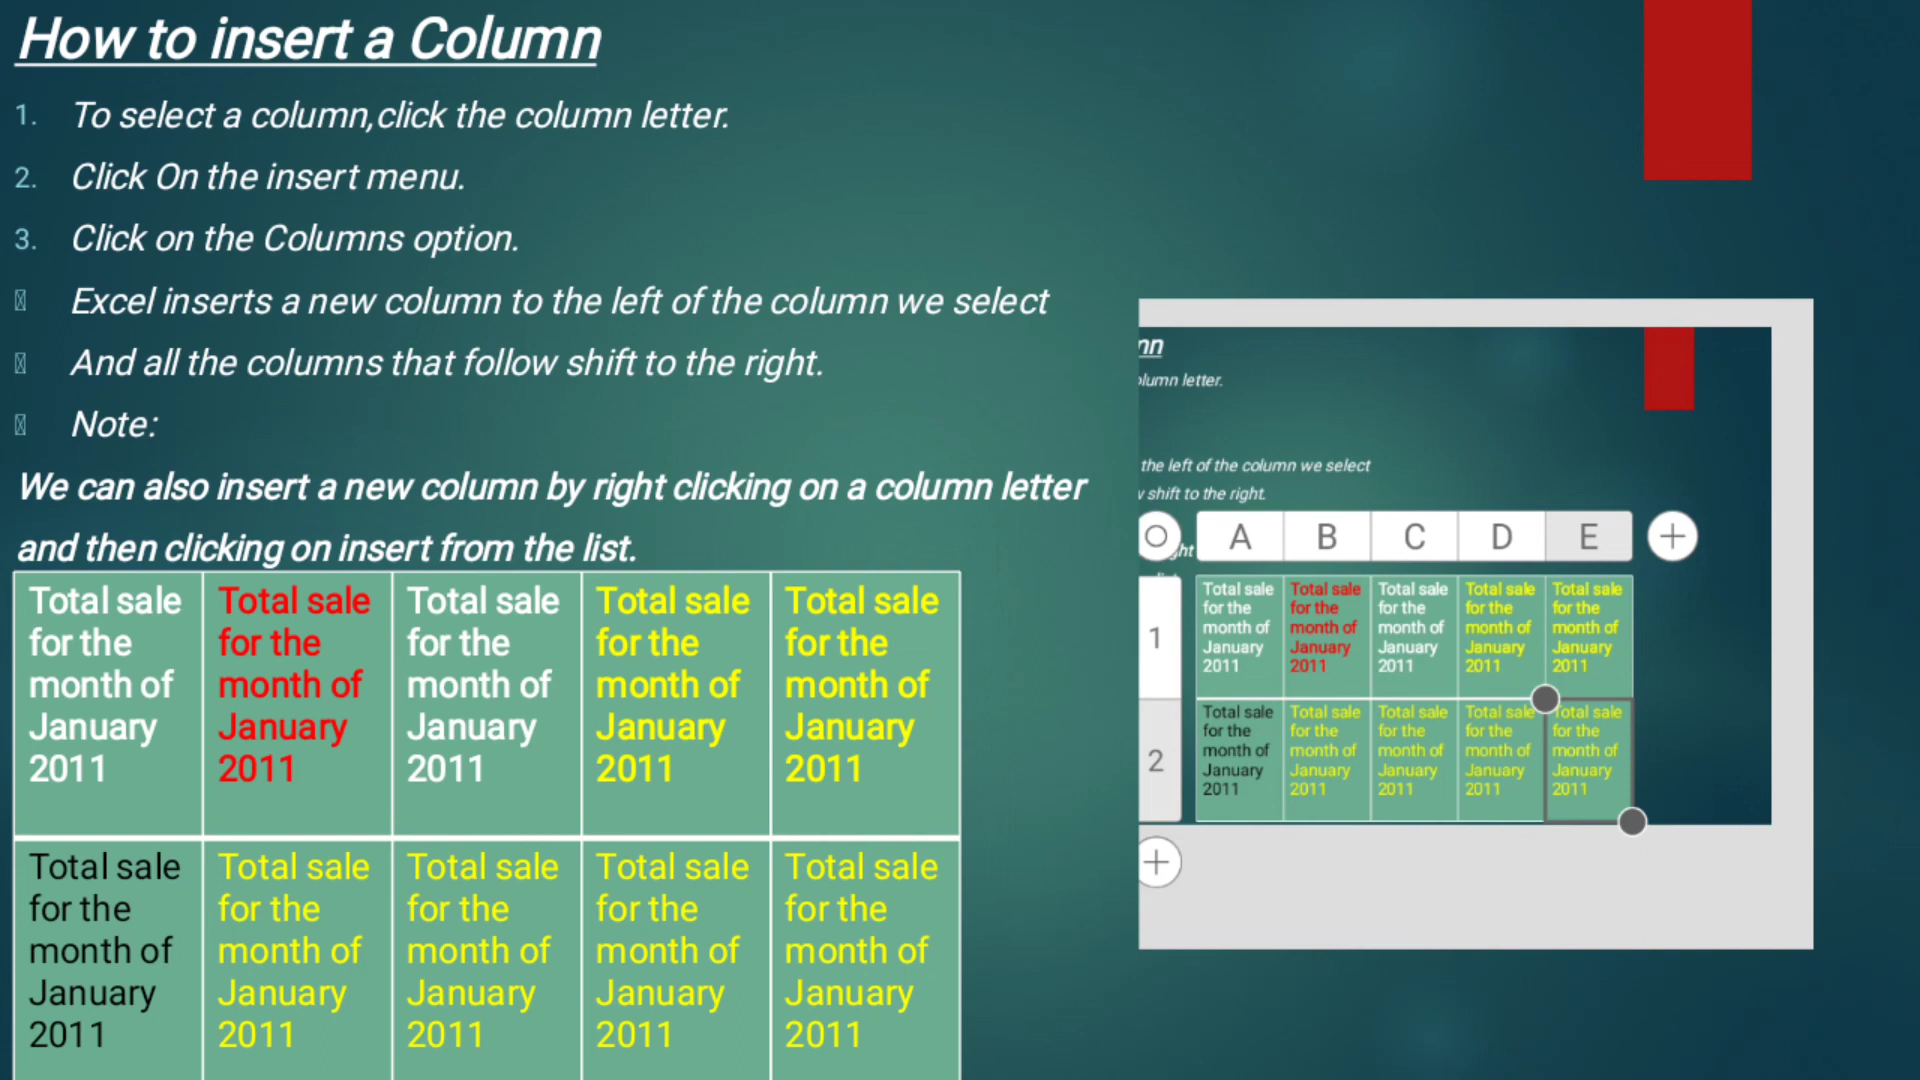 How to insert a Column
1. To select a column,click the column letter.
2. Click On the insert menu.
3. Click on the Columns option.
Excel inserts a new column to the left of the column we select
And all the columns that follow shift to the right.
Note:
We can also insert a new column by right clicking on a column letter
and then clicking on insert from the list.
Total sale Total sale Total sale Total sale Total sale
for the for the for the for the for the
month of month of month of month of month of
January January January January January
2011 2011 2011 2011 2011
Total sale Total sale Total sale Total sale Total sale
for the for the for the for the for the
month of month of month of month of month of
January January January January January
2011 2011 2011 2011 2011
nn
olumn letter.
the left of the column we select
w shift to the right.
A B C D E
ght
Total sale Total sale Total sale Total sale Total sale
for the for the for the for the for the
1 month of month of month of month of month of
January January January January January
2011 2011 2011 2011 2011
Total sale Total sale Total sale Total sale Total sale
for the for the for the for the for the
2 month of month of month of month of month of
January January January January January
2011 2011 2011 2011 2011